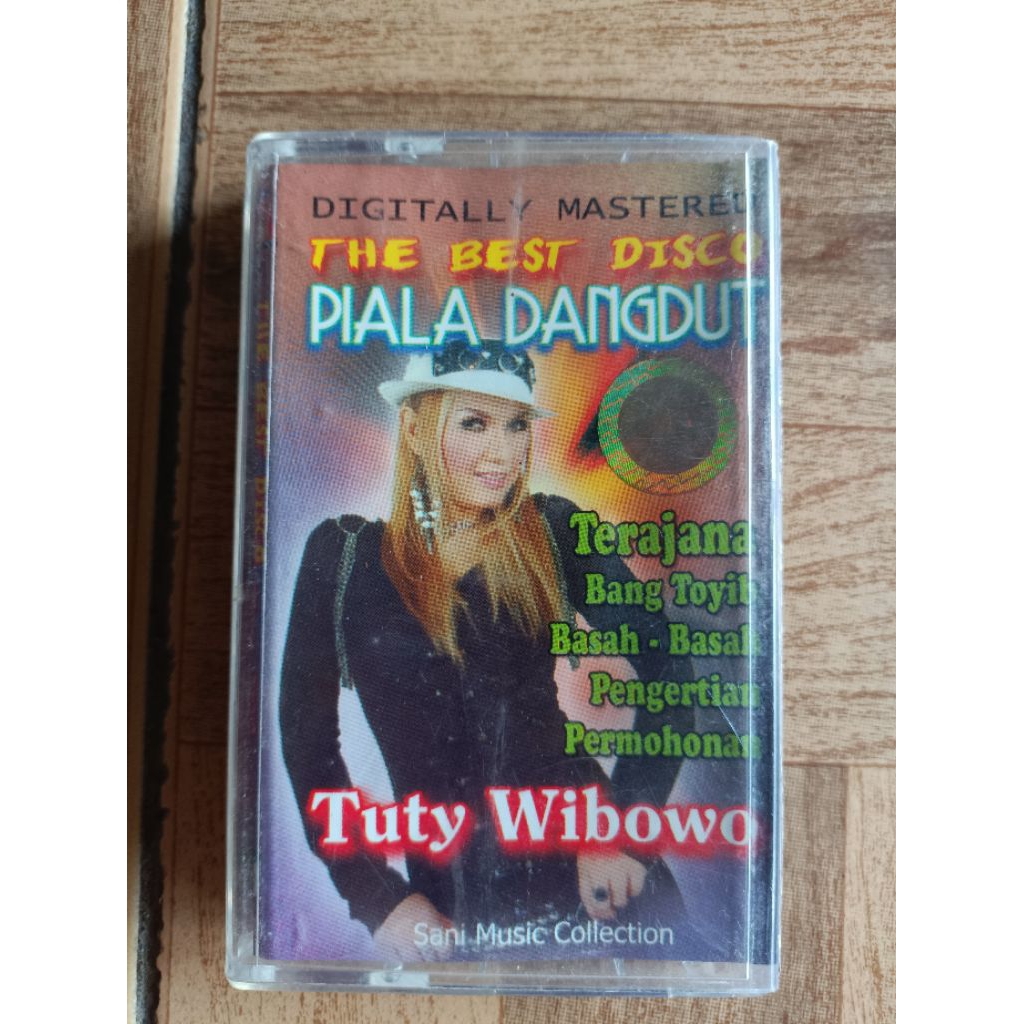 DIGITALLY MASTERED
THE BEST DISCO
PIALA DANGDUT
Terajana
Bang Toyib
Basah - Basah
Pengertian
Permohonan
Tuty Wibowo
Sani Music Collection